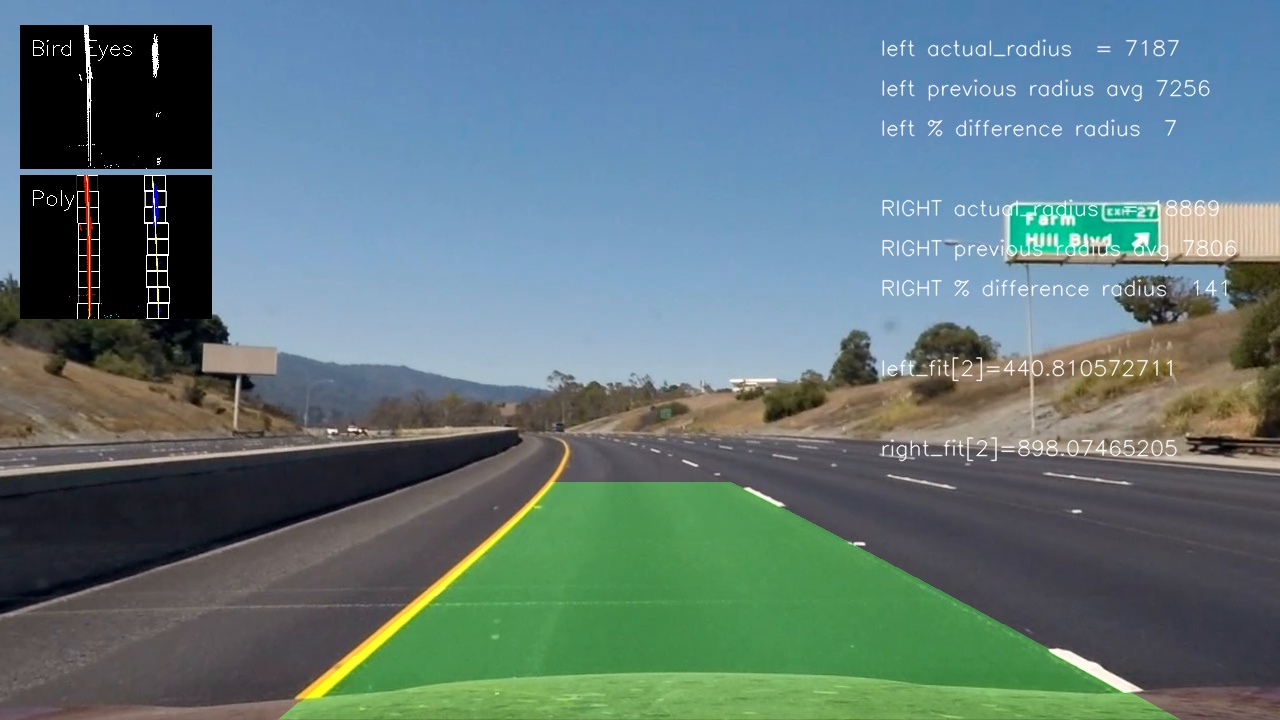 Bird Eyes
Poly
left actual_radius = 7187
left previous radius avg 7256
left % difference radius 7
RIGHT actual_radius = 18869
RIGHT previous radius avg 7806
RIGHT % difference radius 141
EXIT 27
Farm
Hill Blvd
left_fit[2]=440.810572711
right_fit[2]=898.07465205